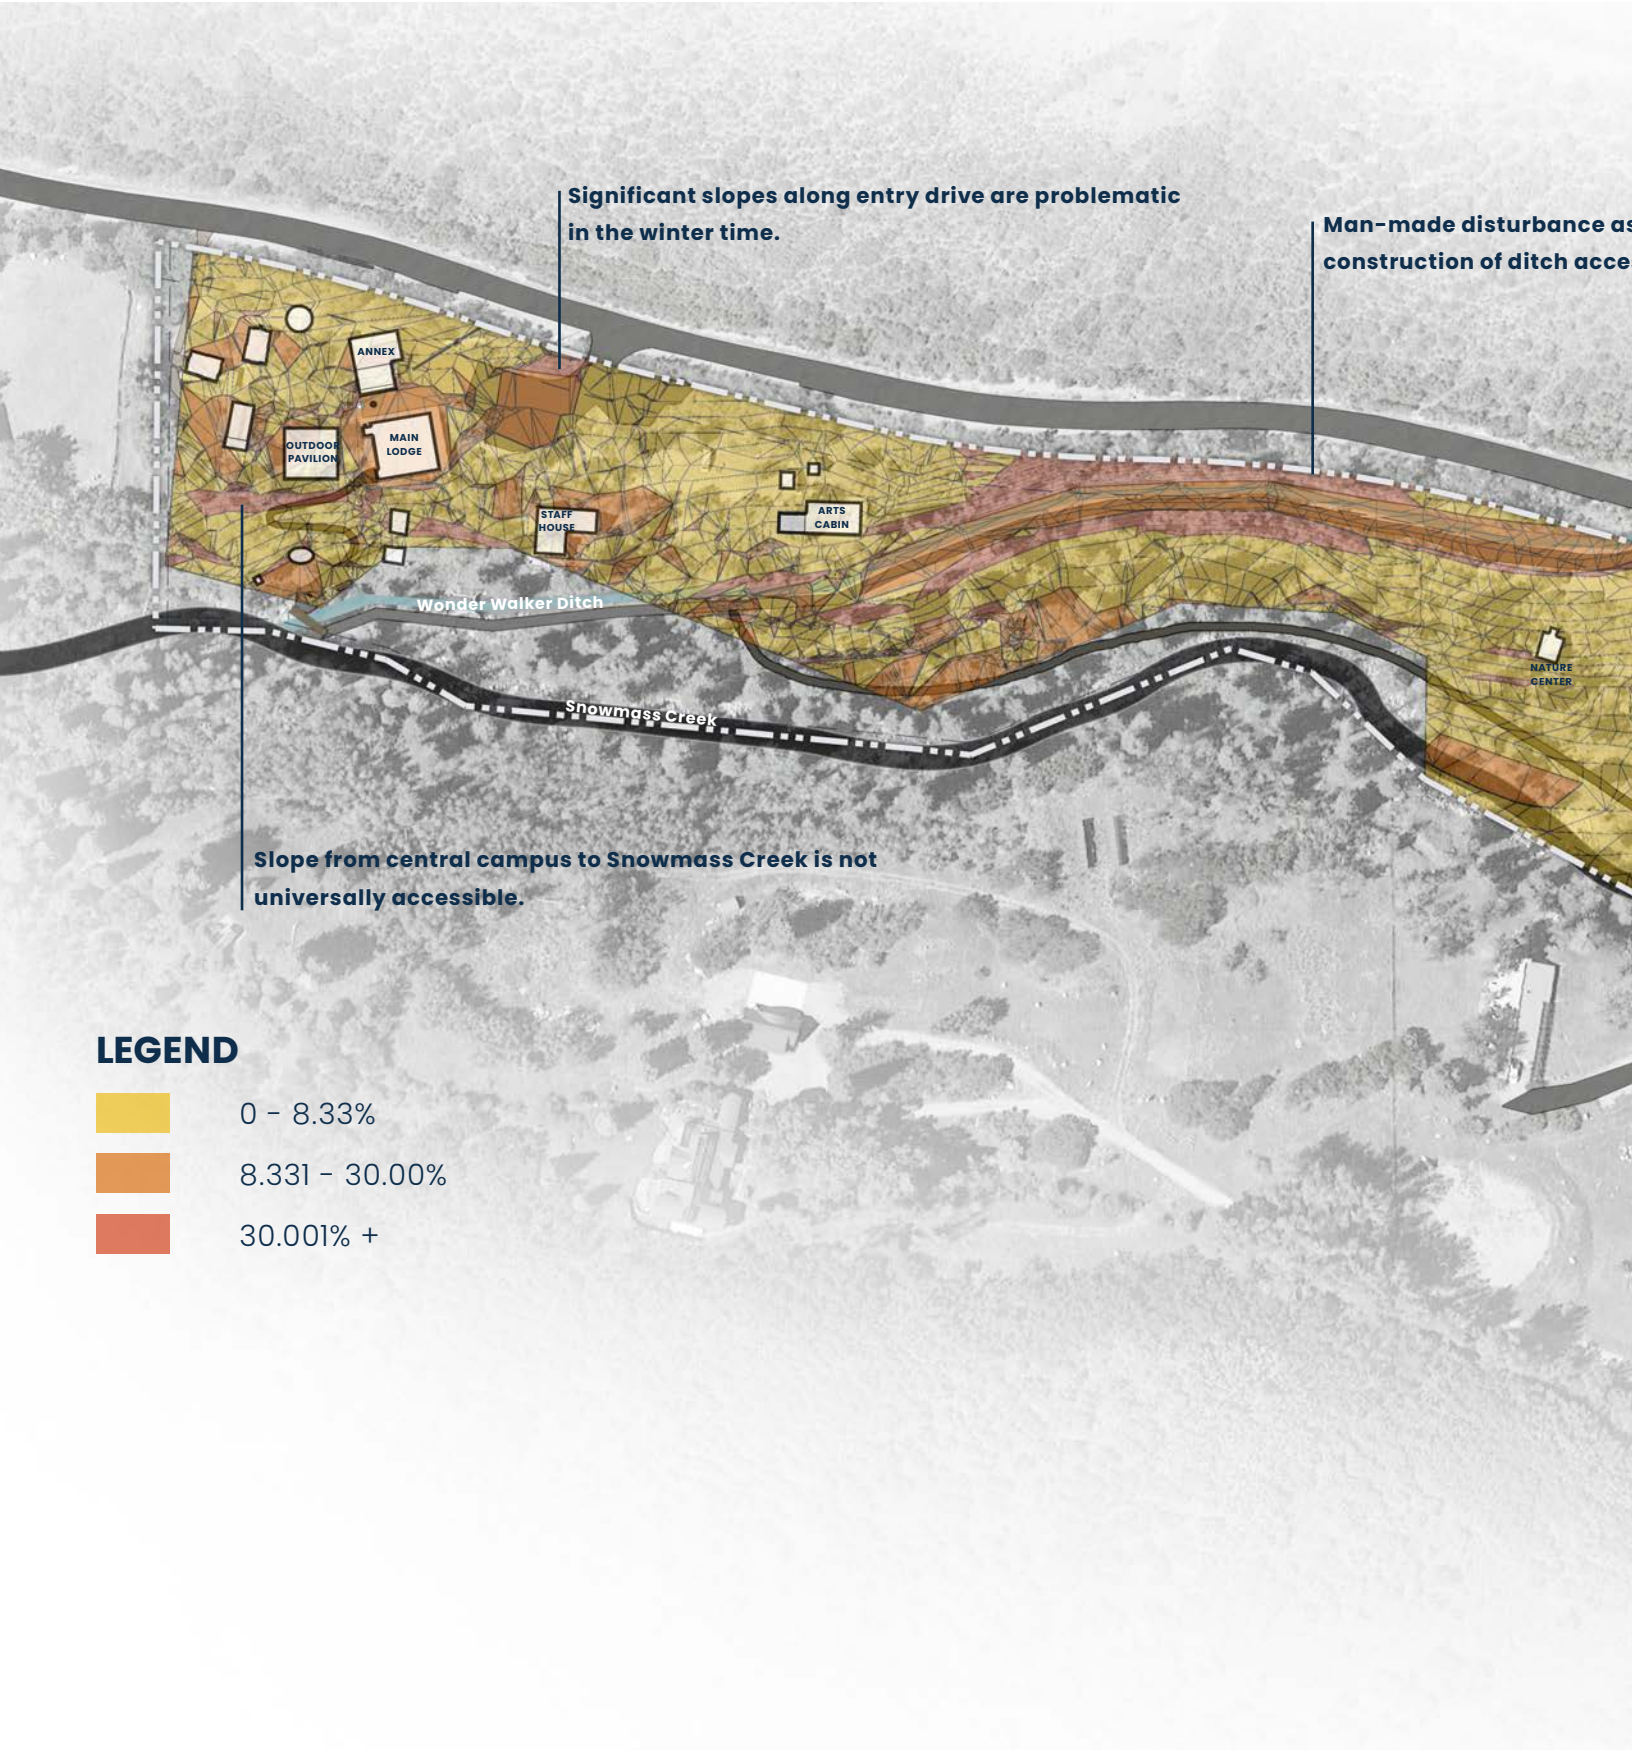 Significant slopes along entry drive are problematic
in the winter time.
Man-made disturbance as
construction of ditch acce
ANNEX
MAIN
LODGE
OUTDOOR
PAVILION
STAFF
HOUSE
ARTS
CABIN
Wonder Walker Ditch
NATURE
CENTER
Snowmass Creek
Slope from central campus to Snowmass Creek is not
universally accessible.
LEGEND
0 - 8.33%
8.331 - 30.00%
30.001% +